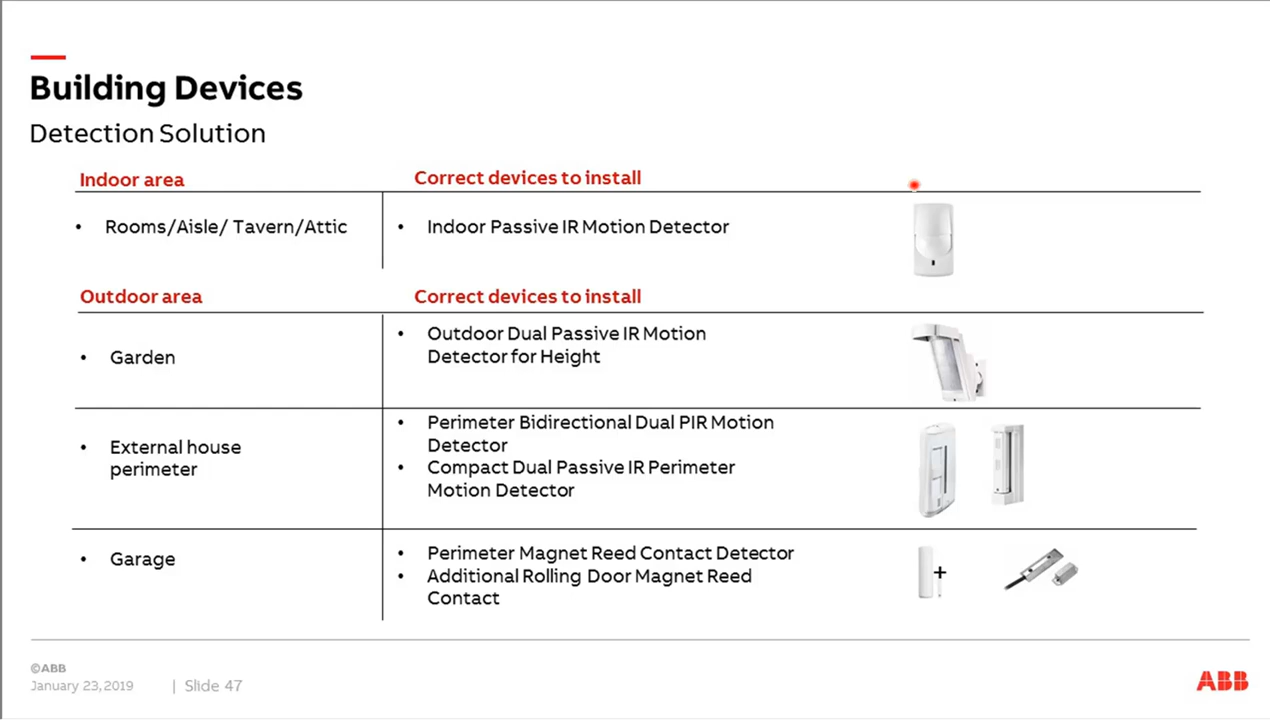 Building Devices
Detection Solution
Indoor area
Correct devices to install
• Rooms/Aisle/ Tavern/Attic
• Indoor Passive IR Motion Detector
Outdoor area
Correct devices to install
• Garden
• Outdoor Dual Passive IR Motion
Detector for Height
• External house
perimeter
• Perimeter Bidirectional Dual PIR Motion
Detector
• Compact Dual Passive IR Perimeter
Motion Detector
• Garage
• Perimeter Magnet Reed Contact Detector
• Additional Rolling Door Magnet Reed
Contact
+
©ABB
January 23, 2019 | Slide 47
ABB